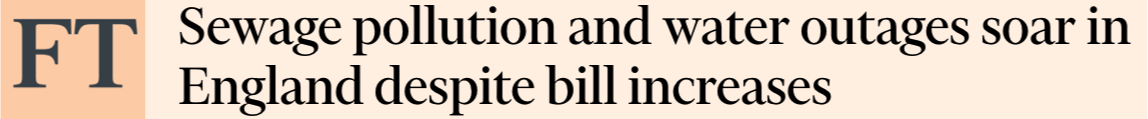 FT
Sewage pollution and water outages soar in
England despite bill increases